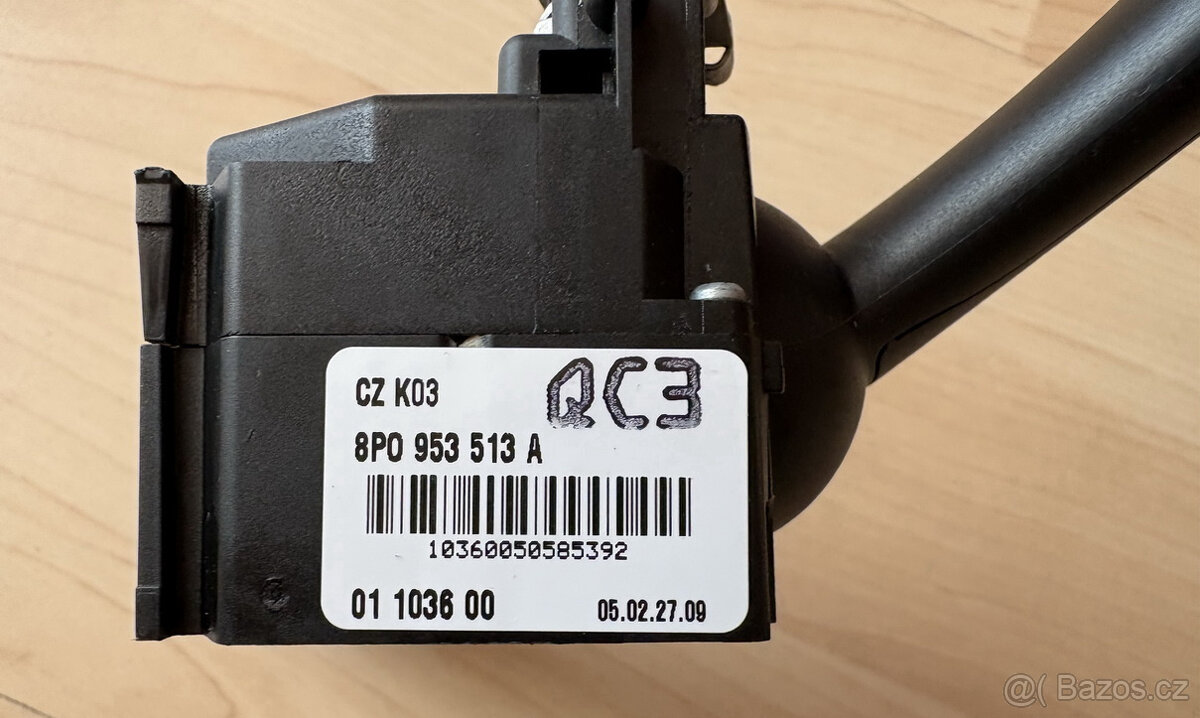 CZ K03
QC3
8P0 953 513 A
10360050585392
01 1036 00
05.02.27.09
@( Bazos.cz